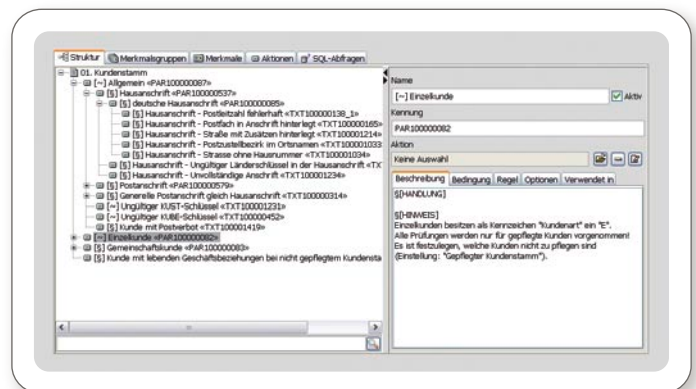 Struktur Merkmalsgruppen Merkmale Aktionen SQL-Abfragen
01. Kundenstamm
[~] Allgemein «PAR100000087»
[§] Hausanschrift «PAR100000537»
[§] deutsche Hausanschrift «PAR100000085»
[§] Hausanschrift - Postleitzahl fehlerhaft «TXT100000138_1»
[§] Hausanschrift - Postfach in Anschrift hinterlegt «TXT100000165»
[§] Hausanschrift - Straße mit Zusätzen hinterlegt «TXT100001214»
[§] Hausanschrift - Postzustellbezirk im Ortsnamen «TXT100001033
[§] Hausanschrift - Strasse ohne Hausnummer «TXT100001034»
[§] Hausanschrift - Ungültiger Länderschlüssel in der Hausanschrift «TX
[§] Hausanschrift - Unvollständige Anschrift «TXT100001234»
[§] Postanschrift «PAR100000579»
[§] Generelle Postanschrift gleich Hausanschrift «TXT100000314»
[~] Ungültiger KUST-Schlüssel «TXT100001231»
[~] Ungültiger KUBE-Schlüssel «TXT100000452»
[§] Kunde mit Postverbot «TXT100001419»
[~] Einzelkunde «PAR100000082»
[§] Gemeinschaftskunde «PAR100000083»
[§] Kunde mit lebenden Geschäftsbeziehungen bei nicht gepflegtem Kundensta
Name
[~] Einzelkunde Aktiv
Kennung
PAR100000082
Aktion
Keine Auswahl
Beschreibung Bedingung Regel Optionen Verwendet in
§[HANDLUNG]
§[HINWEIS]
Einzelkunden besitzen als Kennzeichen "Kundenart" ein "E".
Alle Prüfungen werden nur für gepflegte Kunden vorgenommen!
Es ist festzulegen, welche Kunden nicht zu pflegen sind
(Einstellung: "Gepflegter Kundenstamm").